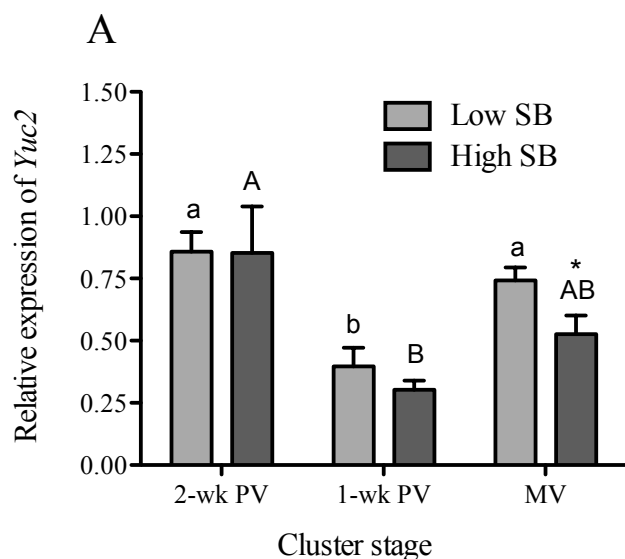 A
Relative expression of Yuc2
1.50
1.25
1.00
0.75
0.50
0.25
0.00
Low SB
High SB
a
A
b
B
a
*
AB
2-wk PV
1-wk PV
MV
Cluster stage